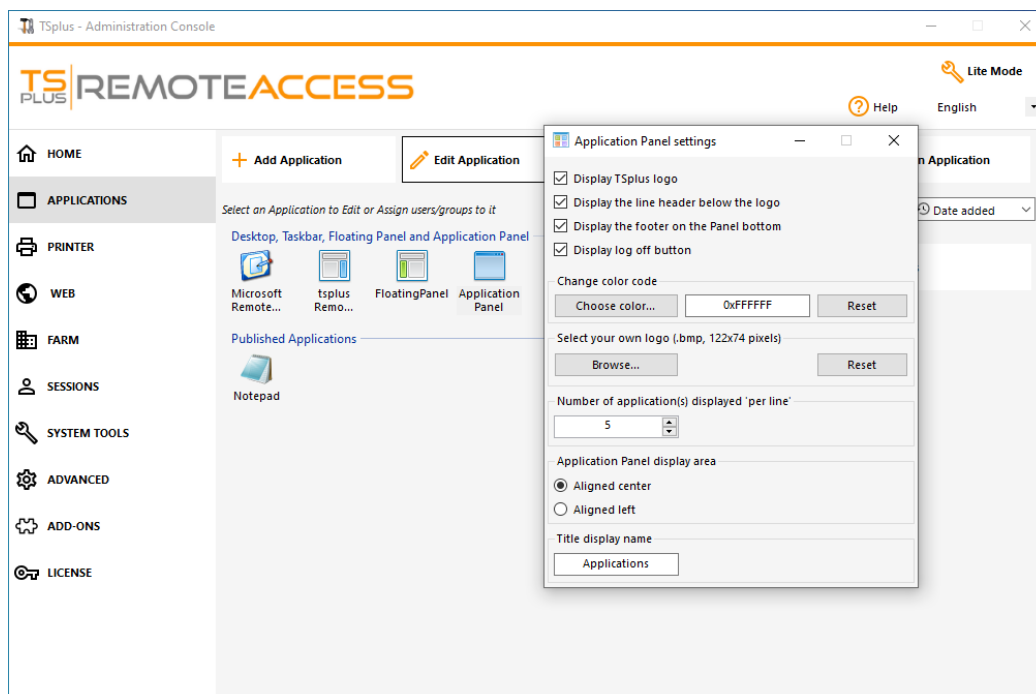 TSplus - Administration Console
TS PLUS REMOTEACCESS
Lite Mode
Help
English
HOME
APPLICATIONS
PRINTER
WEB
FARM
SESSIONS
SYSTEM TOOLS
ADVANCED
ADD-ONS
LICENSE
Add Application
Edit Application
Application
Select an Application to Edit or Assign users/groups to it
Date added
Desktop, Taskbar, Floating Panel and Application Panel
Microsoft
Remote...
tsplus
Remo...
FloatingPanel
Application
Panel
Published Applications
Notepad
Application Panel settings
Display TSplus logo
Display the line header below the logo
Display the footer on the Panel bottom
Display log off button
Change color code
Choose color...
0xFFFFFF
Reset
Select your own logo (.bmp, 122x74 pixels)
Browse...
Reset
Number of application(s) displayed 'per line'
5
Application Panel display area
Aligned center
Aligned left
Title display name
Applications